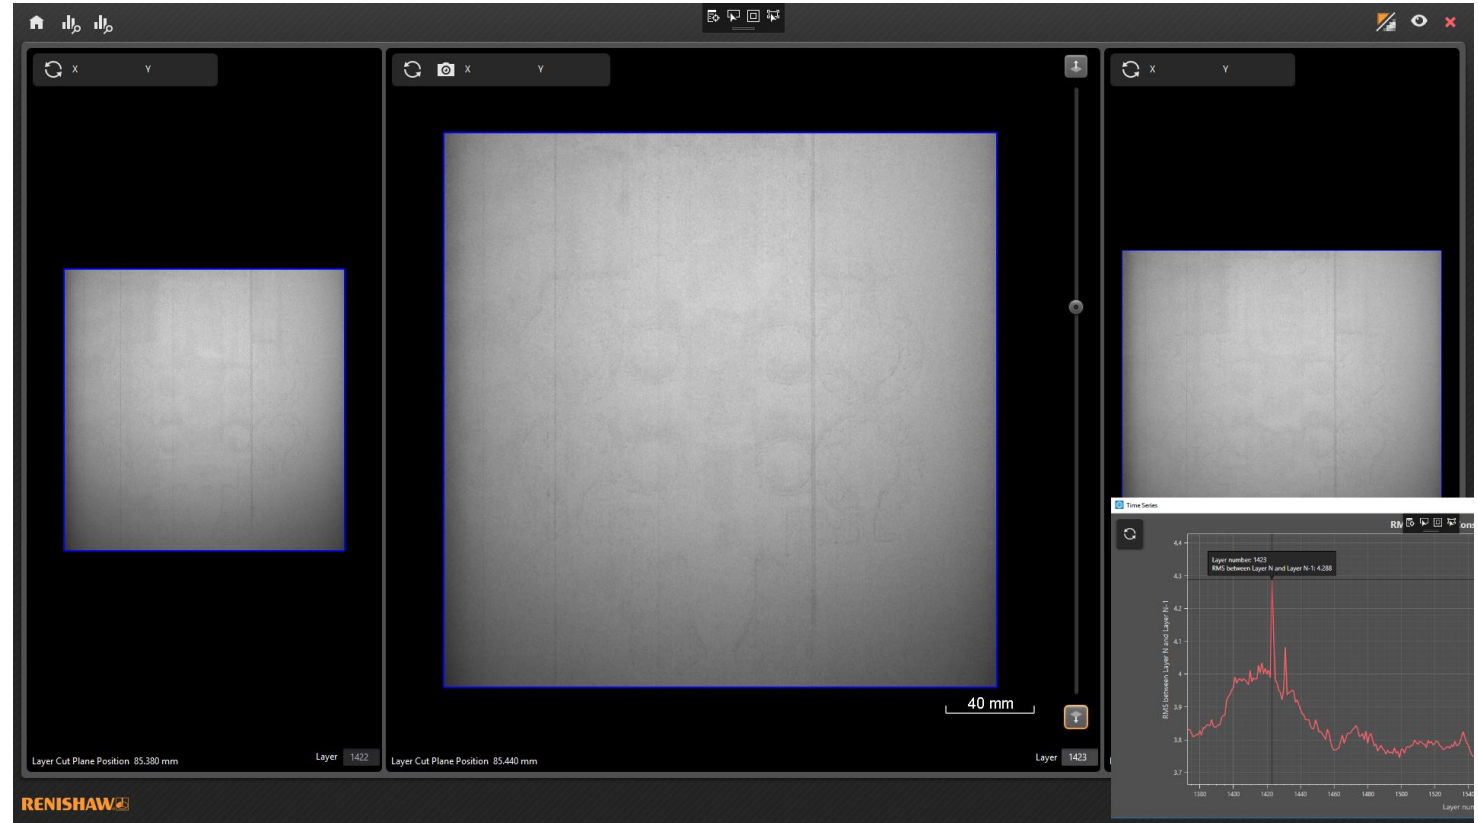 X Y
X Y
X Y
40 mm
Layer Cut Plane Position 85.380 mm
Layer 1422
Layer Cut Plane Position 85.440 mm
Layer 1423
RENISHAW
Time Series
Layer number: 1423
RMS between Layer N and Layer N-1: 4.288
RMS between Layer N and Layer N-1
4.4
4.3
4.2
4.1
4
3.9
3.8
3.7
1380 1400 1420 1440 1460 1480 1500 1520